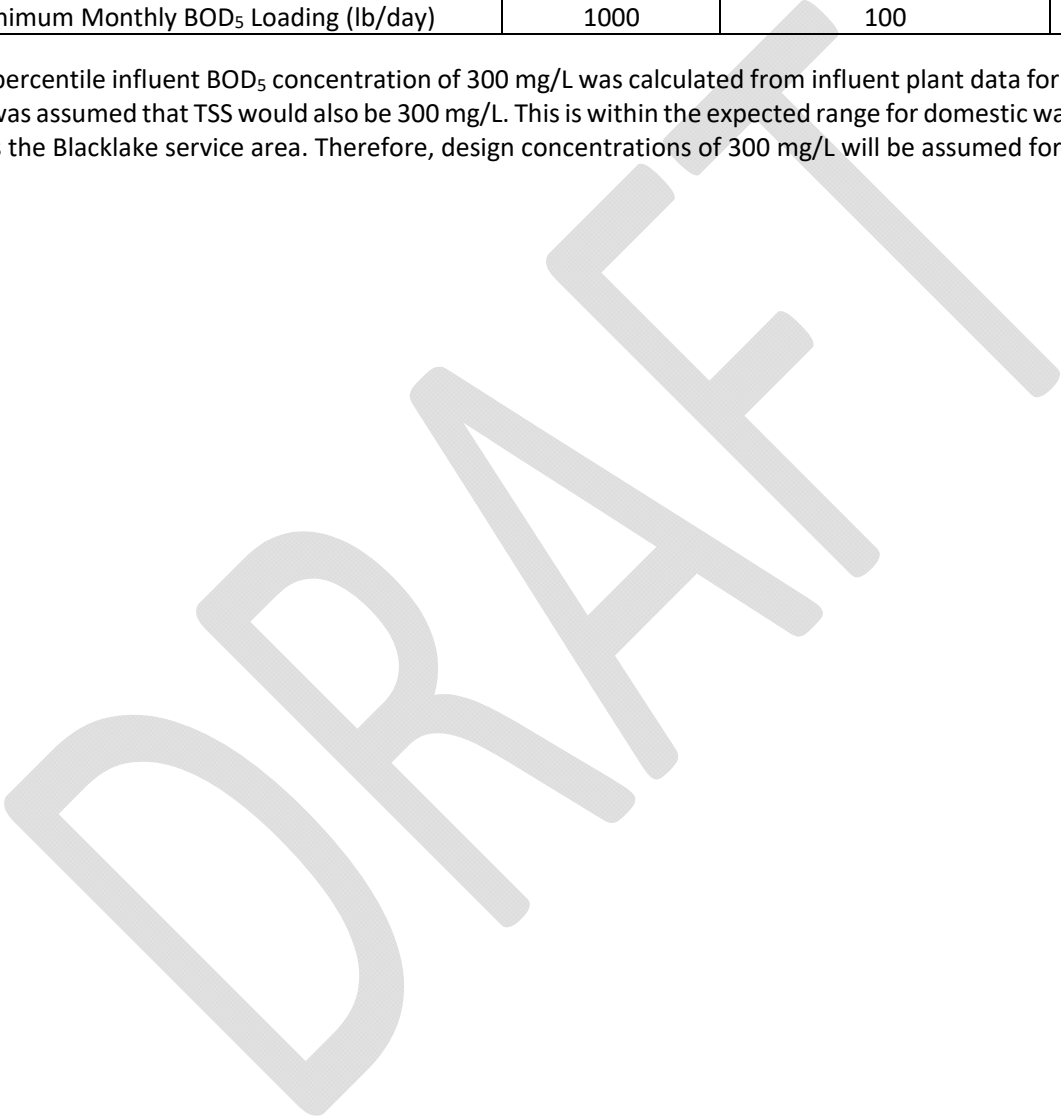 nimum Monthly BOD₅ Loading (lb/day) 1000 100
percentile influent BOD₅ concentration of 300 mg/L was calculated from influent plant data for
was assumed that TSS would also be 300 mg/L. This is within the expected range for domestic wa
s the Blacklake service area. Therefore, design concentrations of 300 mg/L will be assumed for
DRAFT